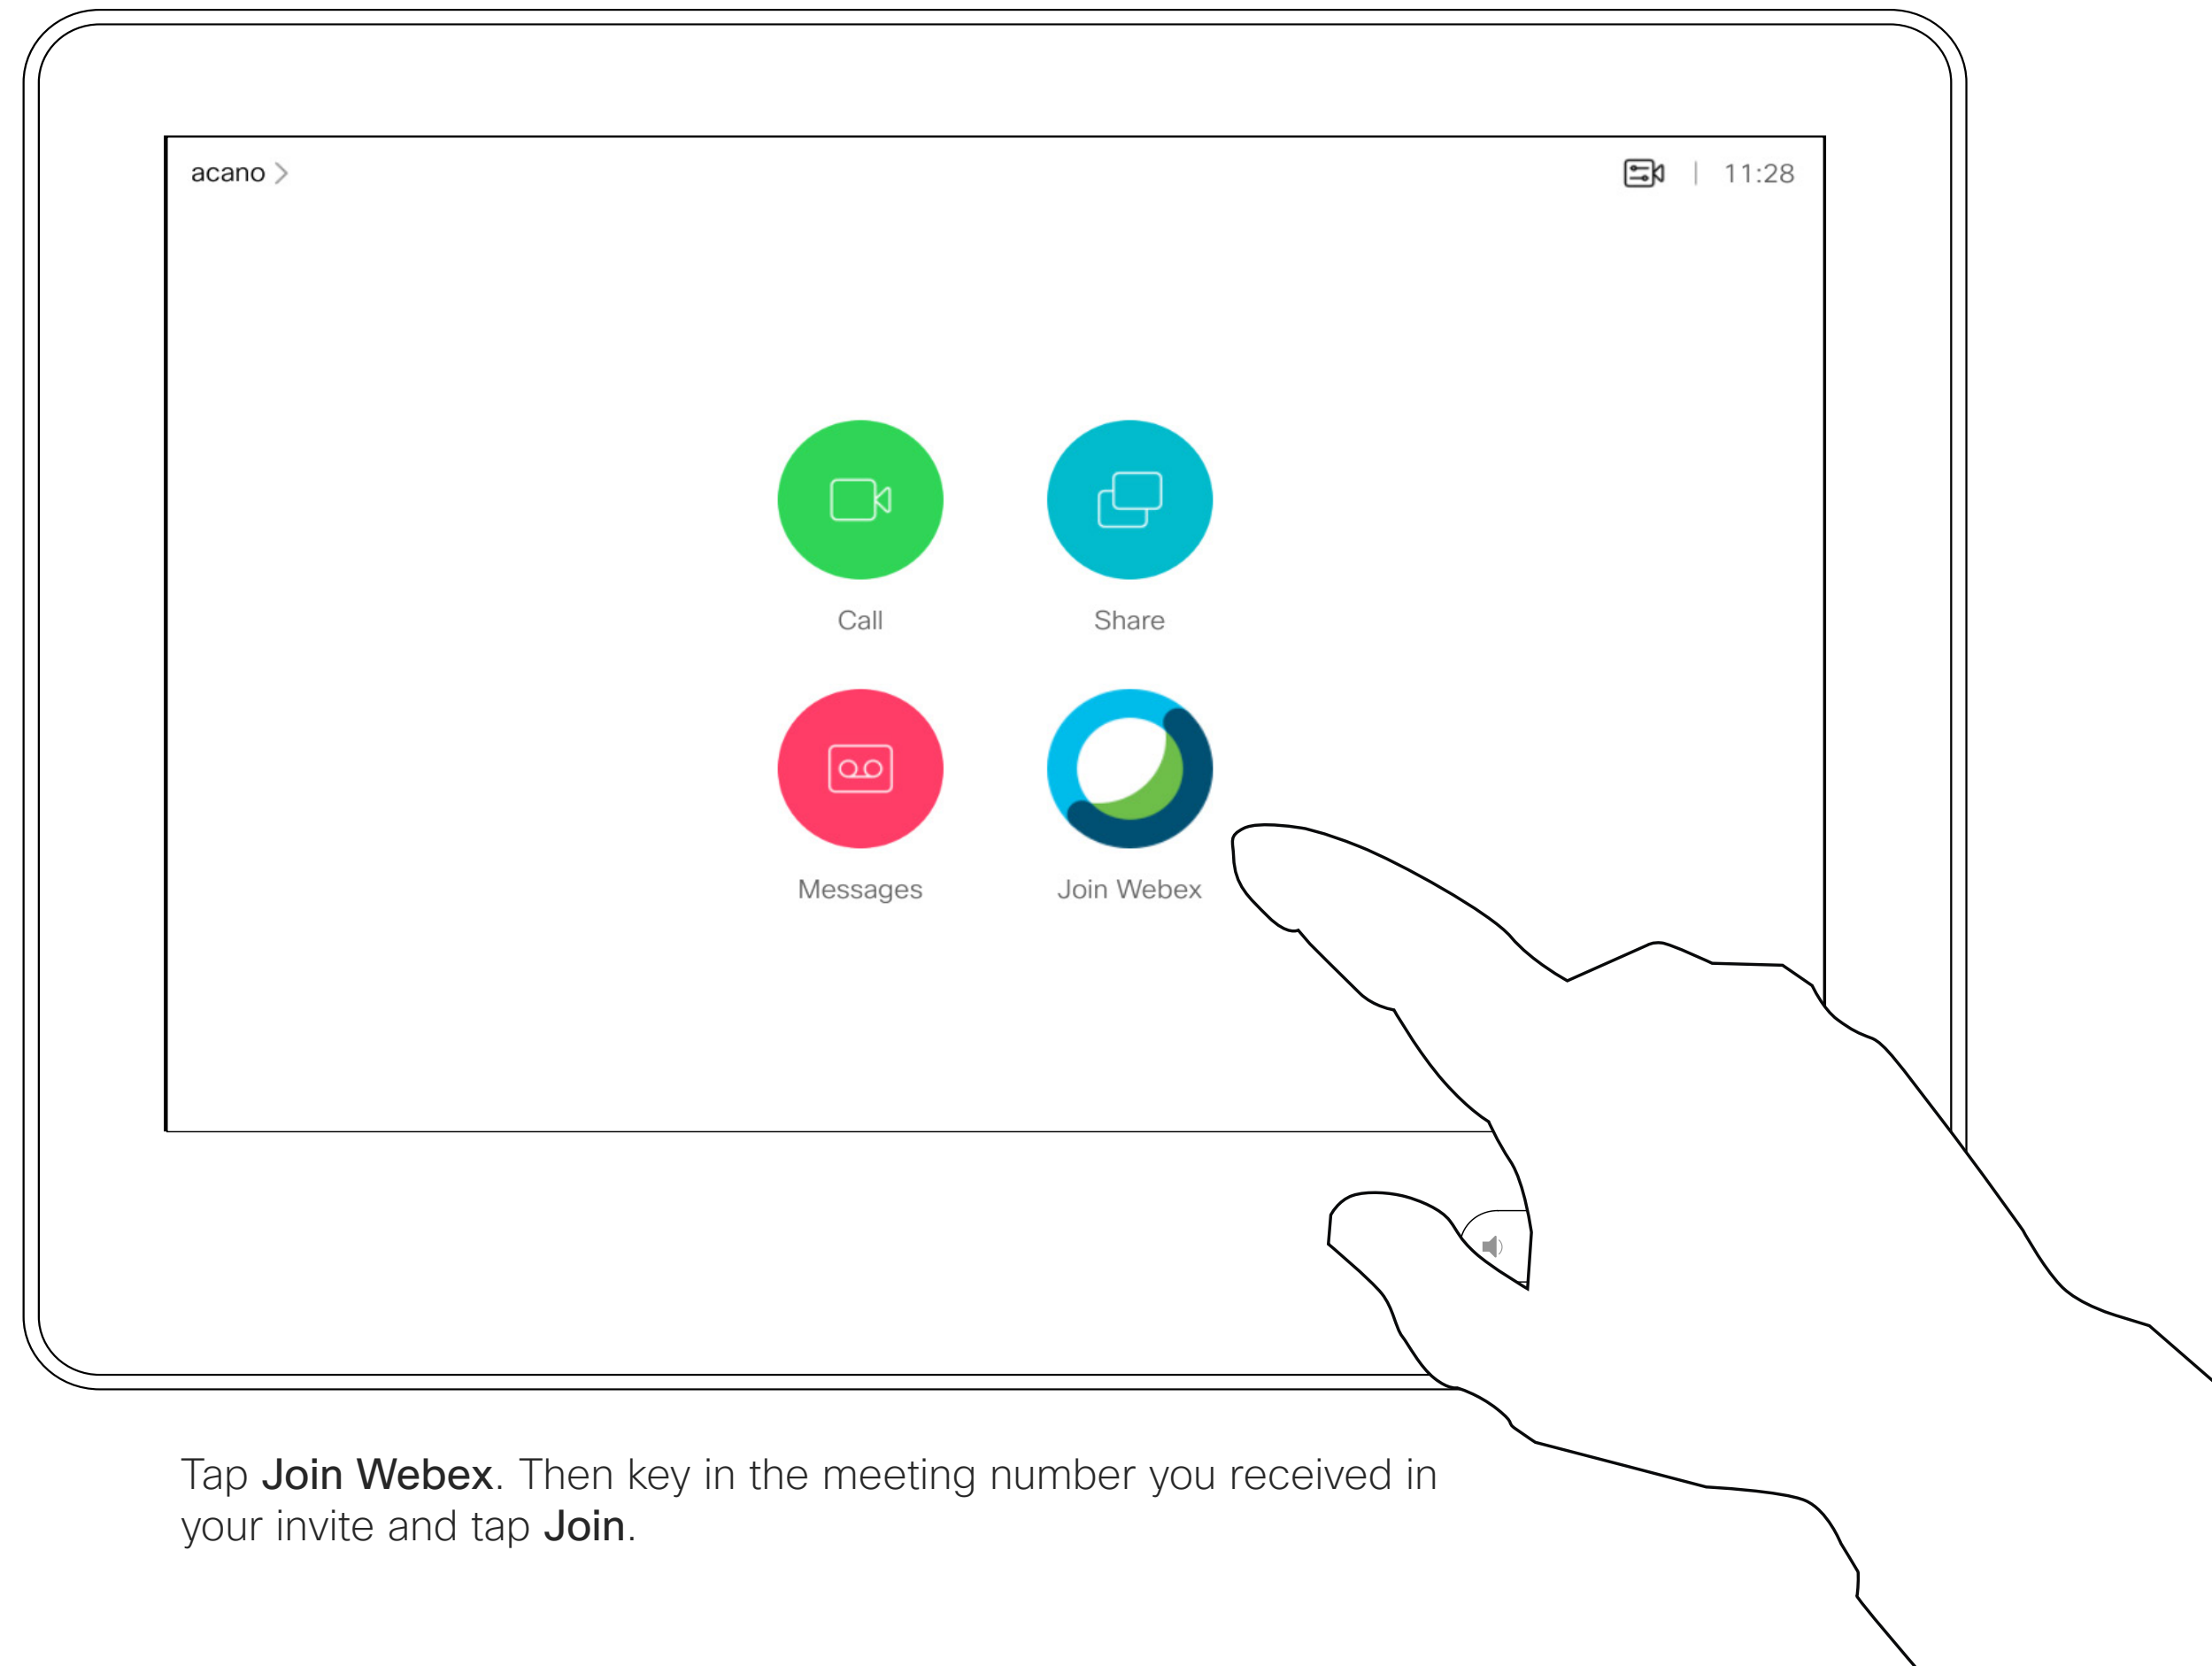 acano
11:28
Call
Share
Messages
Join Webex
Tap Join Webex. Then key in the meeting number you received in
your invite and tap Join.